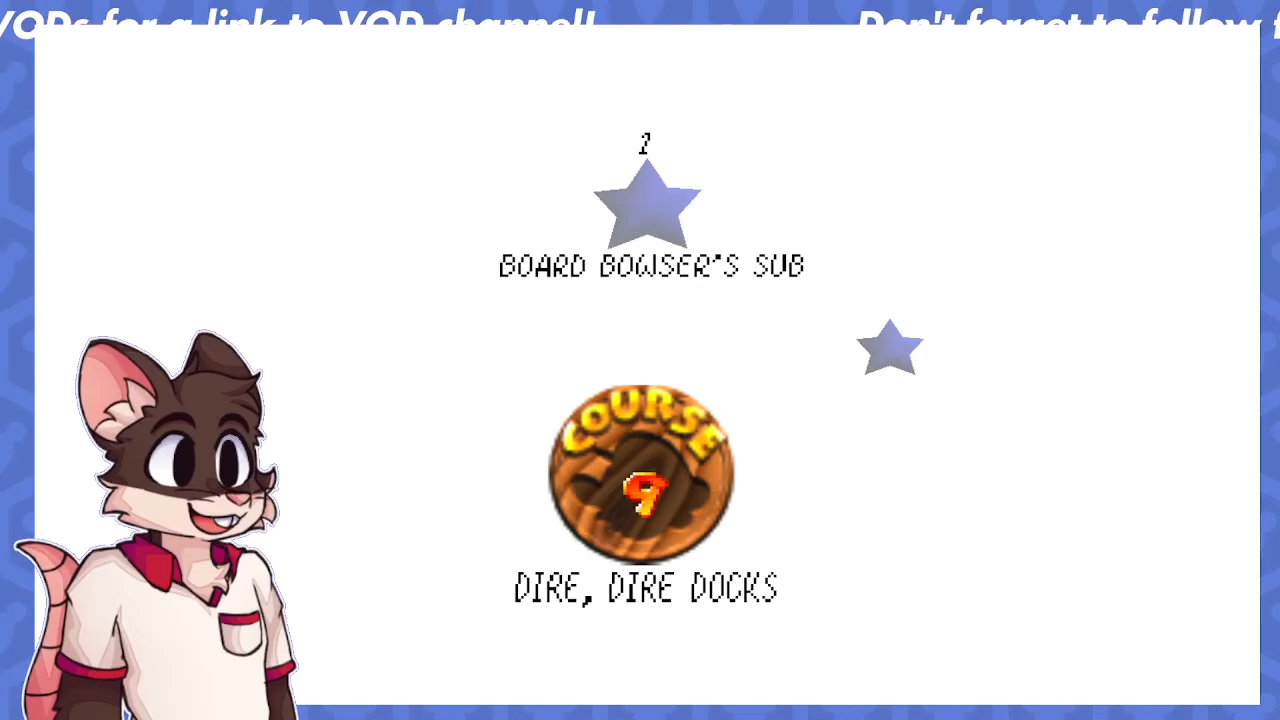 VODs for a link to VOD channel!
Don't forget to follow
1
BOARD BOWSER'S SUB
COURSE
9
DIRE, DIRE DOCKS